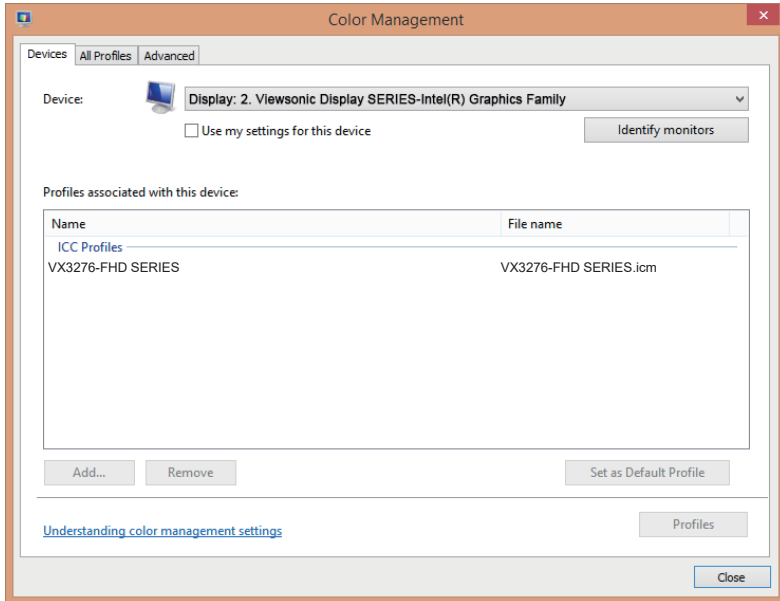 Color Management
Devices All Profiles Advanced
Device: Display: 2. Viewsonic Display SERIES-Intel(R) Graphics Family
Use my settings for this device Identify monitors
Profiles associated with this device:
Name File name
ICC Profiles
VX3276-FHD SERIES VX3276-FHD SERIES.icm
Add... Remove Set as Default Profile
Understanding color management settings Profiles
Close